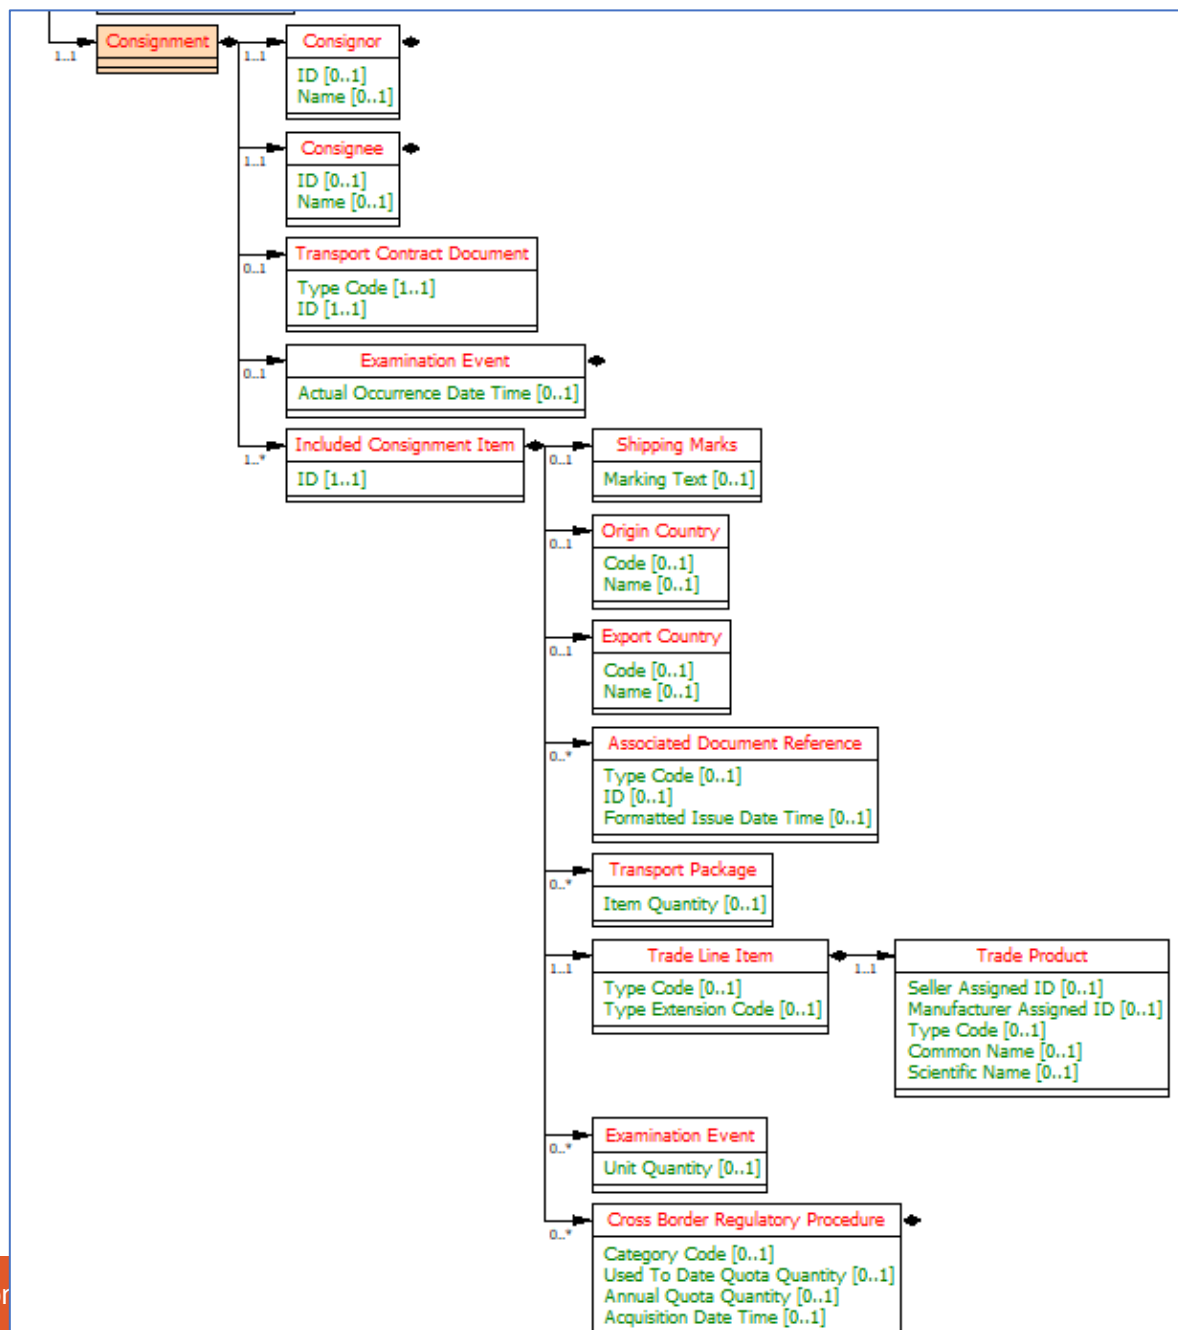 Consignment
1..1
Consignor
1..1
ID [0..1]
Name [0..1]
Consignee
1..1
ID [0..1]
Name [0..1]
Transport Contract Document
0..1
Type Code [1..1]
ID [1..1]
Examination Event
0..1
Actual Occurrence Date Time [0..1]
Included Consignment Item
1..*
ID [1..1]
Shipping Marks
0..1
Marking Text [0..1]
Origin Country
0..1
Code [0..1]
Name [0..1]
Export Country
0..1
Code [0..1]
Name [0..1]
Associated Document Reference
0..*
Type Code [0..1]
ID [0..1]
Formatted Issue Date Time [0..1]
Transport Package
0..*
Item Quantity [0..1]
Trade Line Item
1..1
Type Code [0..1]
Type Extension Code [0..1]
Trade Product
1..1
Seller Assigned ID [0..1]
Manufacturer Assigned ID [0..1]
Type Code [0..1]
Common Name [0..1]
Scientific Name [0..1]
Examination Event
0..*
Unit Quantity [0..1]
Cross Border Regulatory Procedure
0..*
Category Code [0..1]
Used To Date Quota Quantity [0..1]
Annual Quota Quantity [0..1]
Acquisition Date Time [0..1]